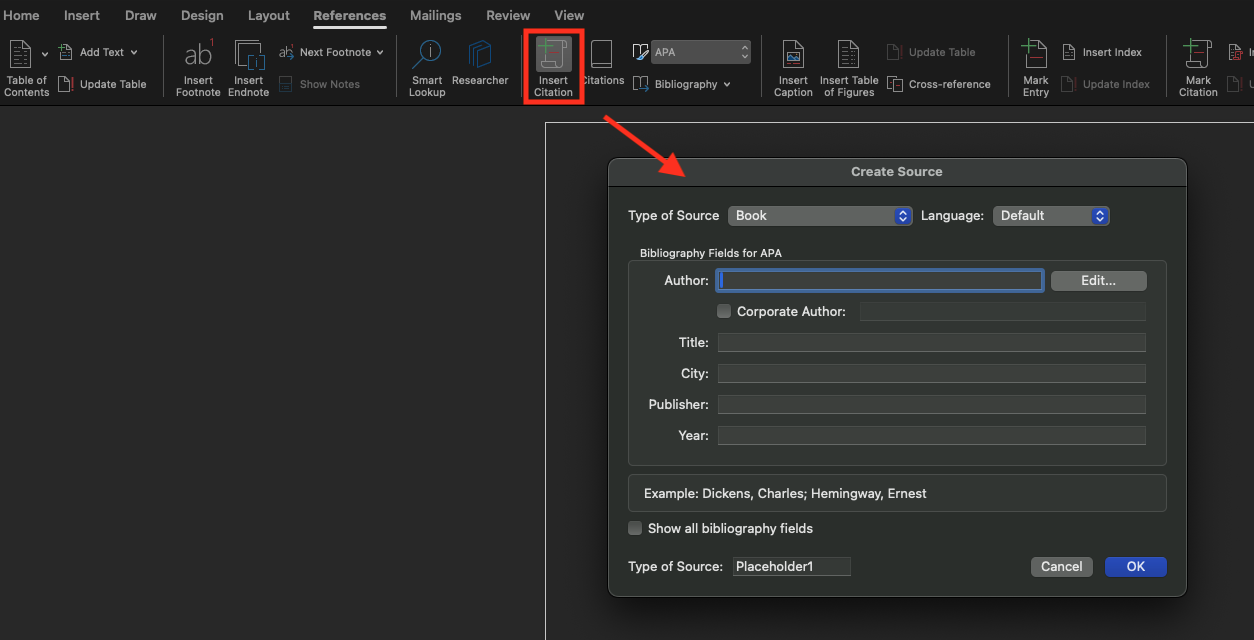 Home Insert Draw Design Layout References Mailings Review View
Table of Contents
Add Text
Update Table
ab1
Insert Footnote
Insert Endnote
Next Footnote
Show Notes
Smart Lookup
Researcher
Insert Citation
Citations
APA
Bibliography
Insert Caption
Insert Table of Figures
Update Table
Cross-reference
Mark Entry
Insert Index
Update Index
Mark Citation
Create Source
Type of Source Book Language: Default
Bibliography Fields for APA
Author: Edit...
Corporate Author:
Title:
City:
Publisher:
Year:
Example: Dickens, Charles; Hemingway, Ernest
Show all bibliography fields
Type of Source: Placeholder1 Cancel OK